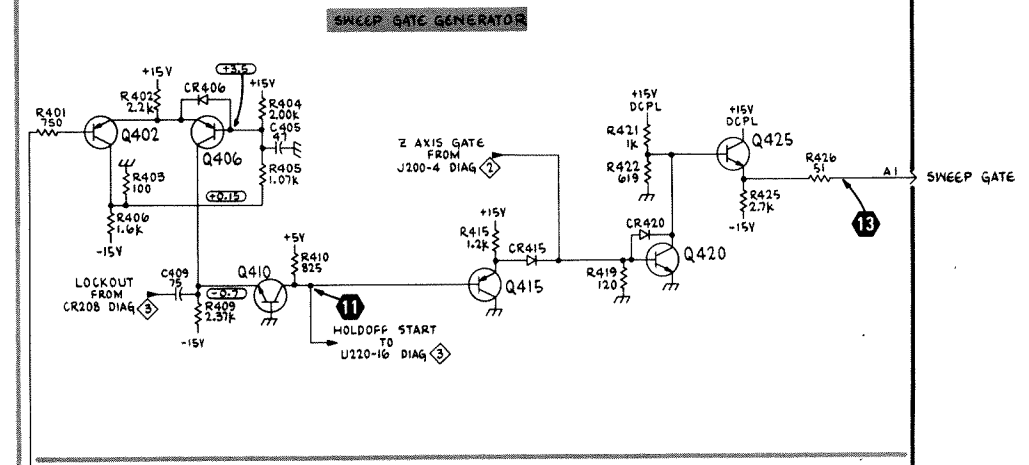 SWEEP GATE GENERATOR
+15V
CR406
+3.5
+15V
R401
750
R402
2.2K
R404
2.00K
C405
47
Q402
Q406
R403
100
R405
1.07K
+0.15
R406
1.6K
-15V
LOCKOUT
FROM
CR208 DIAG 3
C409
75
-0.7
R409
2.37K
-15V
Q410
+5V
R410
825
11
HOLDOFF START
TO
U220-16 DIAG 3
Z AXIS GATE
FROM
J200-4 DIAG 2
+15V
R415
1.2K
CR415
Q415
R419
120
CR420
Q420
+15V
DCPL
R421
1K
R422
619
+15V
DCPL
Q425
R425
2.7K
-15V
R426
51
13
A1
SWEEP GATE